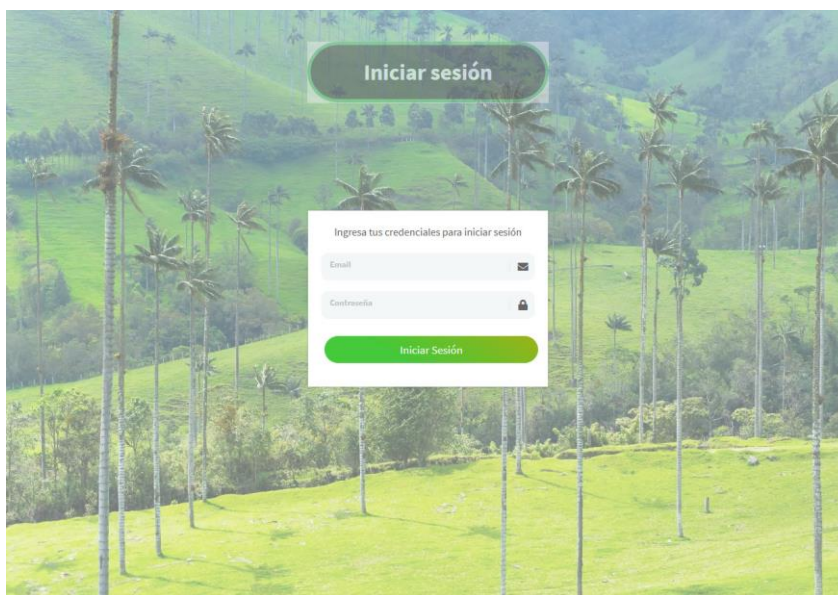 Iniciar sesión
Ingresa tus credenciales para iniciar sesión
Email
Contraseña
Iniciar Sesión